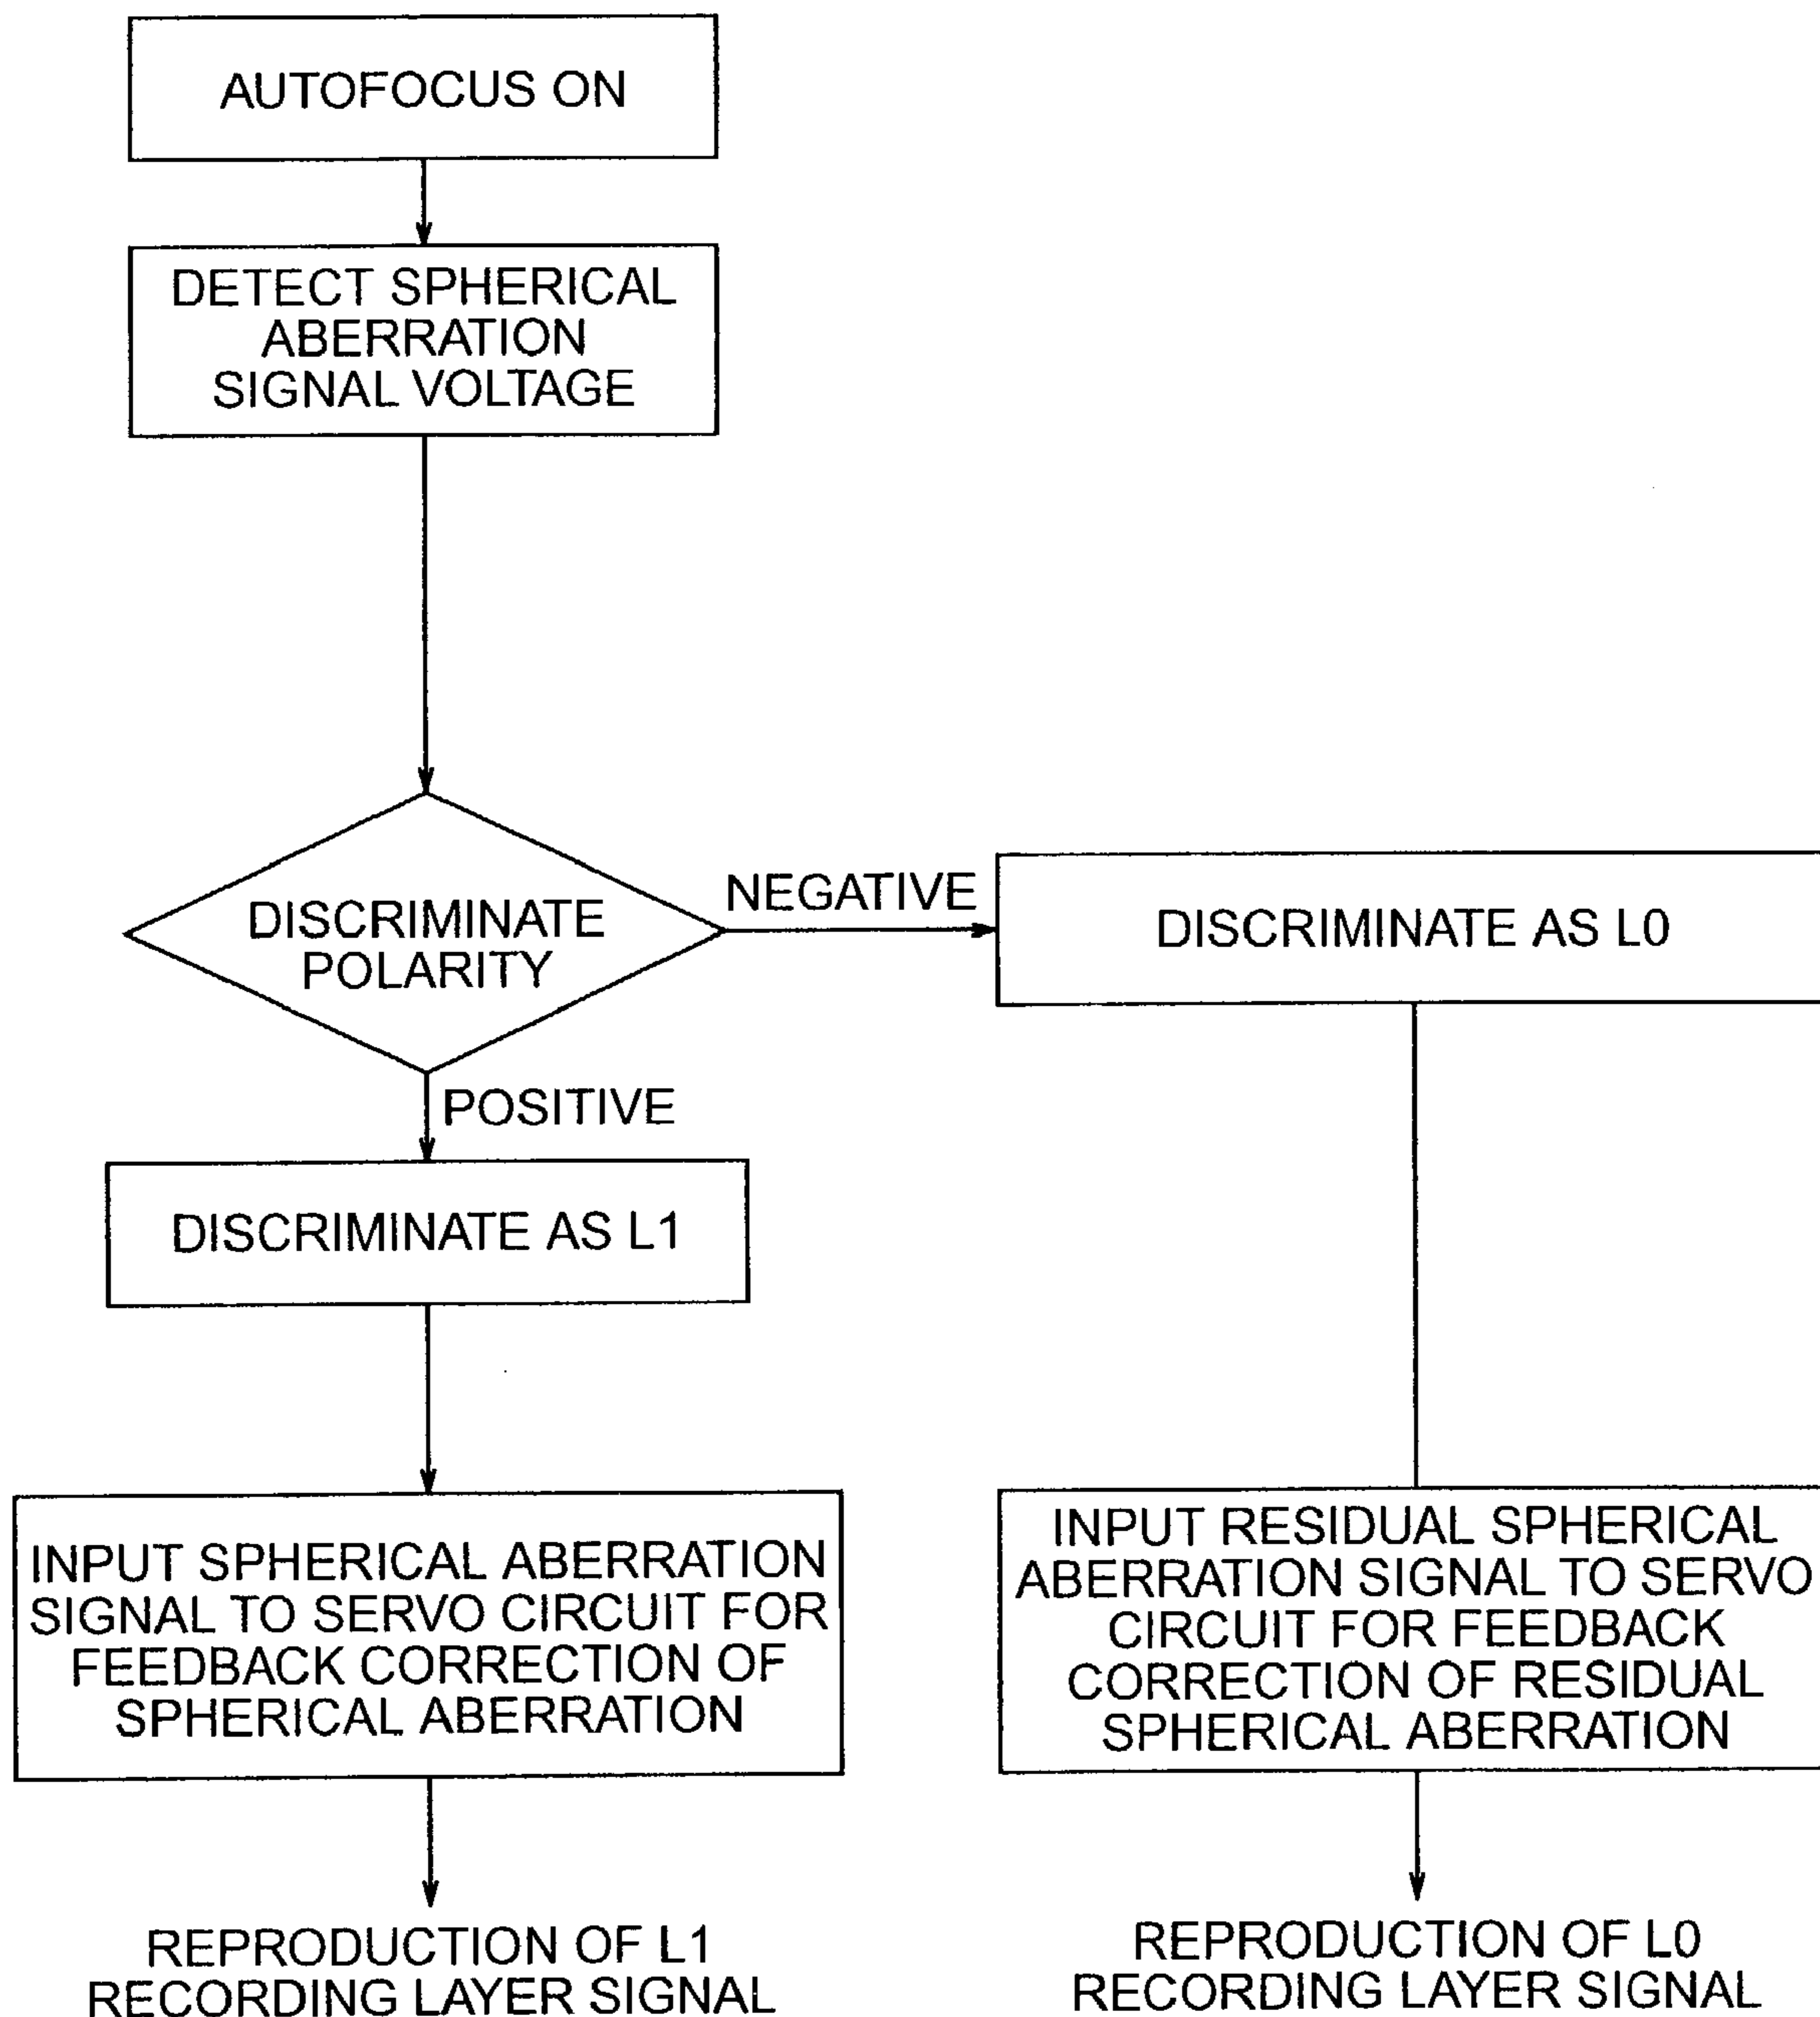 AUTOFOCUS ON
DETECT SPHERICAL
ABERRATION
SIGNAL VOLTAGE
DISCRIMINATE
POLARITY
NEGATIVE
DISCRIMINATE AS L0
POSITIVE
DISCRIMINATE AS L1
INPUT SPHERICAL ABERRATION
SIGNAL TO SERVO CIRCUIT FOR
FEEDBACK CORRECTION OF
SPHERICAL ABERRATION
INPUT RESIDUAL SPHERICAL
ABERRATION SIGNAL TO SERVO
CIRCUIT FOR FEEDBACK
CORRECTION OF RESIDUAL
SPHERICAL ABERRATION
REPRODUCTION OF L1
RECORDING LAYER SIGNAL
REPRODUCTION OF L0
RECORDING LAYER SIGNAL